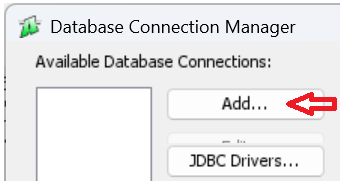 Database Connection Manager
Available Database Connections:
Add...
JDBC Drivers...